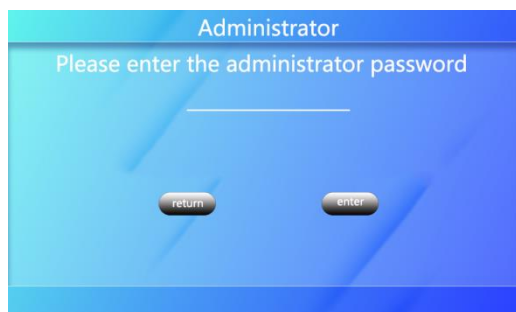 Administrator
Please enter the administrator password
return
enter